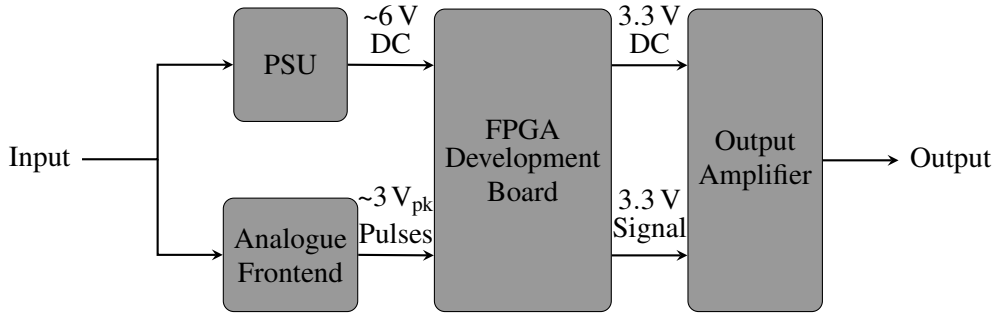 Input
PSU
~6 V
DC
Analogue
Frontend
~3 Vpk
Pulses
FPGA
Development
Board
3.3 V
DC
3.3 V
Signal
Output
Amplifier
Output